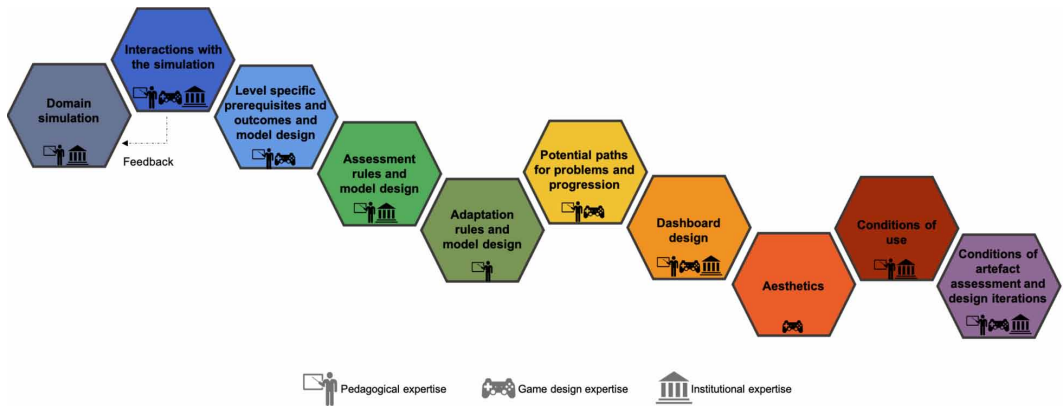 Domain
simulation
Interactions with
the simulation
Feedback
Level specific
prerequisites and
outcomes and
model design
Assessment
rules and
model design
Adaptation
rules and
model design
Potential paths
for problems and
progression
Dashboard
design
Aesthetics
Conditions of
use
Conditions of
artefact
assessment and
design iterations
Pedagogical expertise
Game design expertise
Institutional expertise